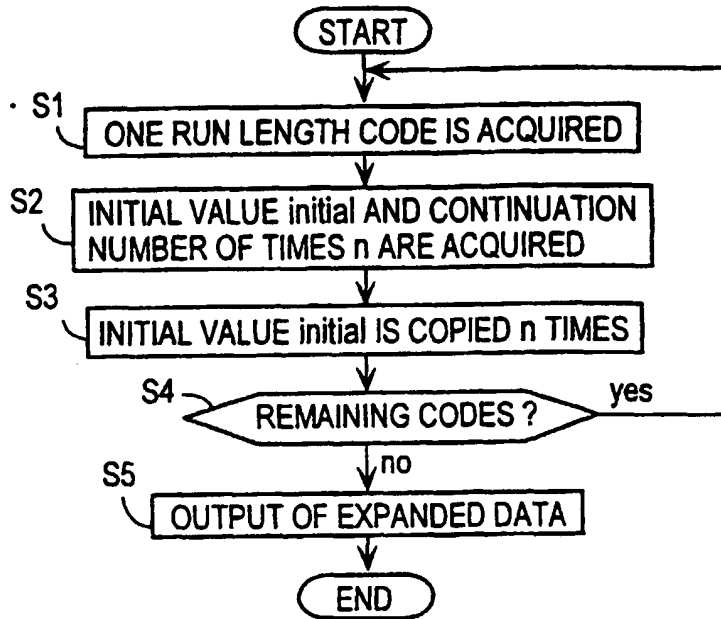 START
S1
ONE RUN LENGTH CODE IS ACQUIRED
S2
INITIAL VALUE initial AND CONTINUATION
NUMBER OF TIMES n ARE ACQUIRED
S3
INITIAL VALUE initial IS COPIED n TIMES
S4
REMAINING CODES ?
yes
no
S5
OUTPUT OF EXPANDED DATA
END